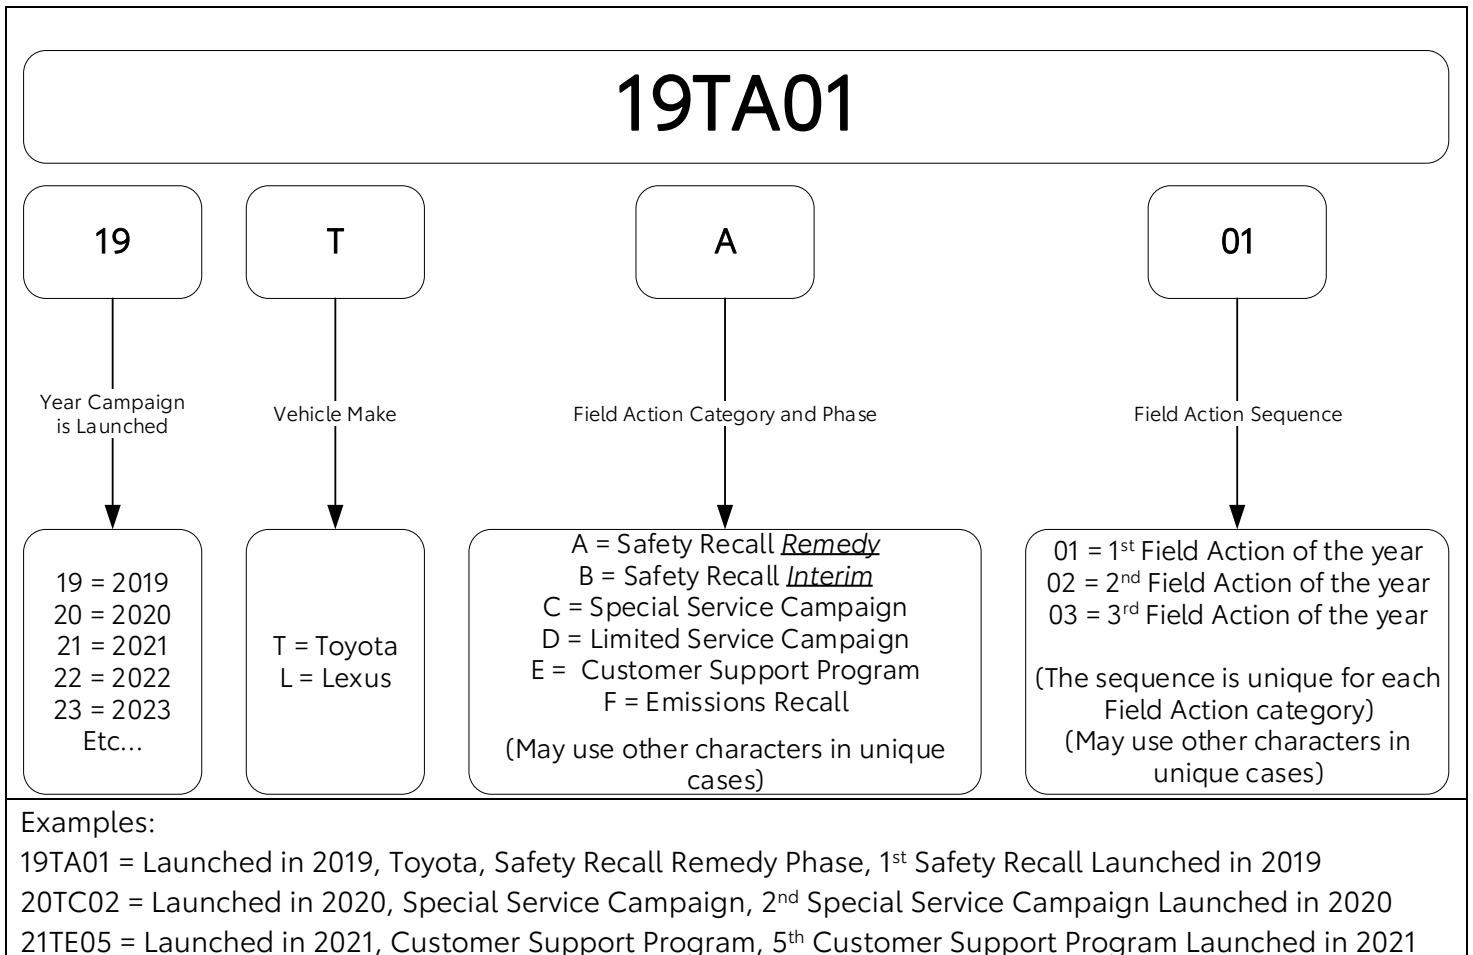 19TA01
19
T
A
01
Year Campaign
is Launched
Vehicle Make
Field Action Category and Phase
Field Action Sequence
19 = 2019
20 = 2020
21 = 2021
22 = 2022
23 = 2023
Etc...
T = Toyota
L = Lexus
A = Safety Recall Remedy
B = Safety Recall Interim
C = Special Service Campaign
D = Limited Service Campaign
E = Customer Support Program
F = Emissions Recall
(May use other characters in unique
cases)
01 = 1st Field Action of the year
02 = 2nd Field Action of the year
03 = 3rd Field Action of the year
(The sequence is unique for each
Field Action category)
(May use other characters in
unique cases)
Examples:
19TA01 = Launched in 2019, Toyota, Safety Recall Remedy Phase, 1st Safety Recall Launched in 2019
20TC02 = Launched in 2020, Special Service Campaign, 2nd Special Service Campaign Launched in 2020
21TE05 = Launched in 2021, Customer Support Program, 5th Customer Support Program Launched in 2021